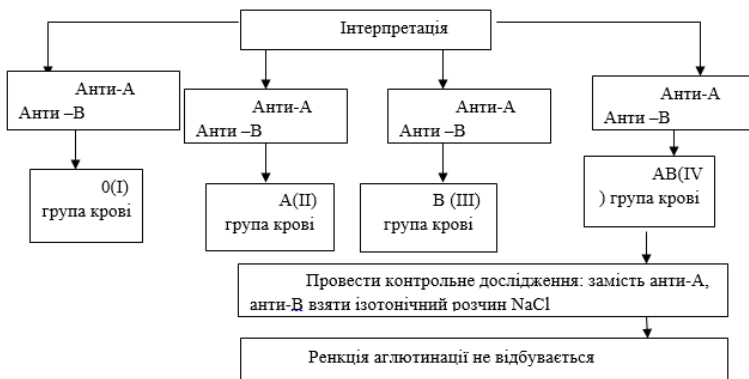 Інтерпретація
Анти-А
Анти –В
Анти-А
Анти –В
Анти-А
Анти –В
Анти-А
Анти –В
0(I)
група крові
А(II)
група крові
В (III)
група крові
АВ(IV
) група крові
Провести контрольне дослідження: замість анти-А,
анти-В взяти ізотонічний розчин NaCl
Ренкція аглютинації не відбувається